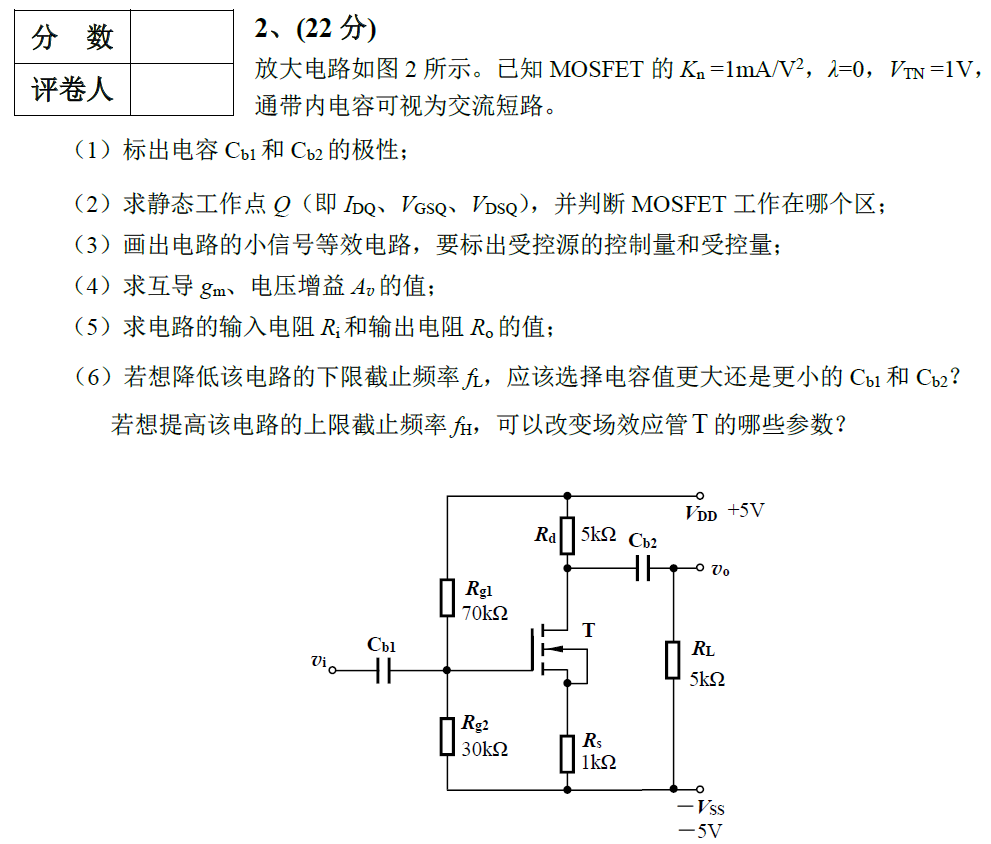 分 数
评卷人
2、(22 分)
放大电路如图 2 所示。已知 MOSFET 的 Kn =1mA/V²，λ=0，VTN =1V，
通带内电容可视为交流短路。
（1）标出电容 Cb1 和 Cb2 的极性；
（2）求静态工作点 Q（即 IDQ、VGSQ、VDSQ），并判断 MOSFET 工作在哪个区；
（3）画出电路的小信号等效电路，要标出受控源的控制量和受控量；
（4）求互导 gm、电压增益 Av 的值；
（5）求电路的输入电阻 Ri 和输出电阻 Ro 的值；
（6）若想降低该电路的下限截止频率 fL，应该选择电容值更大还是更小的 Cb1 和 Cb2？
若想提高该电路的上限截止频率 fH，可以改变场效应管 T 的哪些参数？
VDD +5V
Rd 5kΩ
Cb2
vo
Rg1
70kΩ
T
Cb1
vi
RL
5kΩ
Rg2
30kΩ
Rs
1kΩ
－VSS
－5V